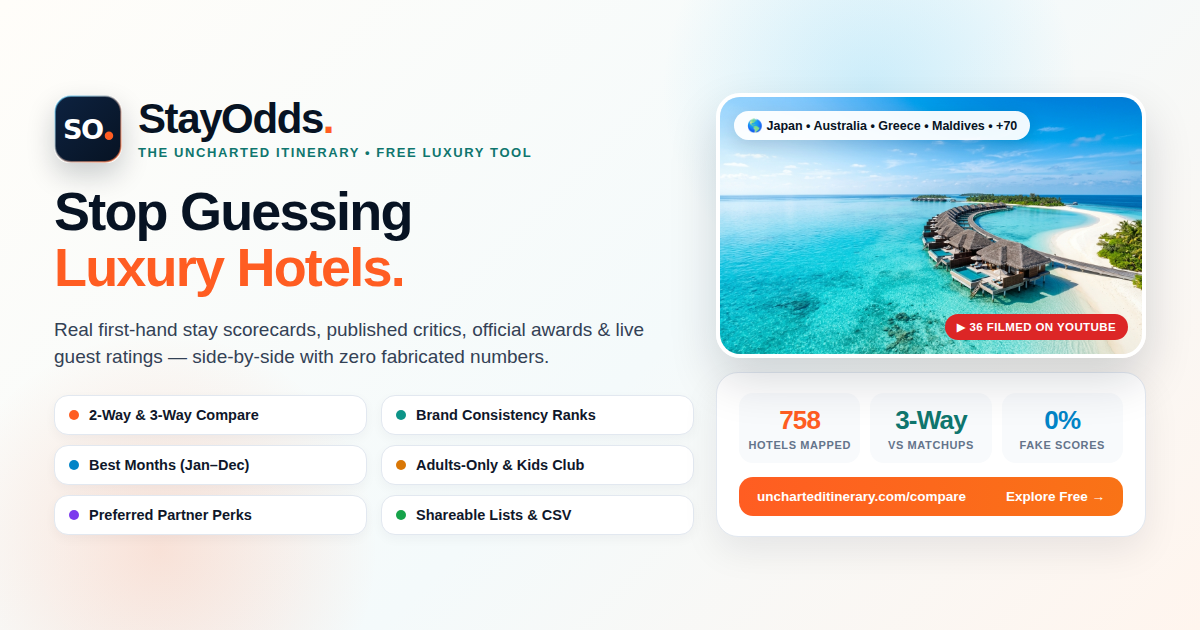 SO.
StayOdds.
THE UNCHARTED ITINERARY • FREE LUXURY TOOL
Stop Guessing
Luxury Hotels.
Real first-hand stay scorecards, published critics, official awards & live
guest ratings — side-by-side with zero fabricated numbers.
2-Way & 3-Way Compare
Brand Consistency Ranks
Best Months (Jan–Dec)
Adults-Only & Kids Club
Preferred Partner Perks
Shareable Lists & CSV
🌎 Japan • Australia • Greece • Maldives • +70
▶ 36 FILMED ON YOUTUBE
758
HOTELS MAPPED
3-Way
VS MATCHUPS
0%
FAKE SCORES
uncharteditinerary.com/compare
Explore Free →